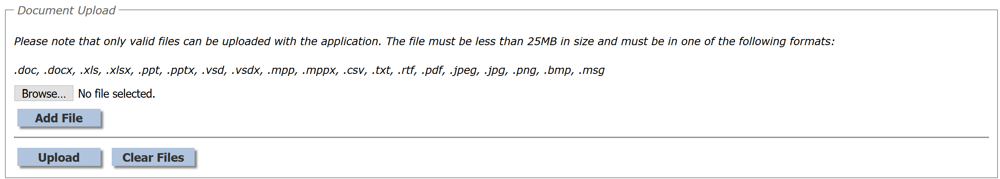 Document Upload
Please note that only valid files can be uploaded with the application. The file must be less than 25MB in size and must be in one of the following formats:
.doc, .docx, .xls, .xlsx, .ppt, .pptx, .vsd, .vsdx, .mpp, .mppx, .csv, .txt, .rtf, .pdf, .jpeg, .jpg, .png, .bmp, .msg
Browse... No file selected.
Add File
Upload Clear Files